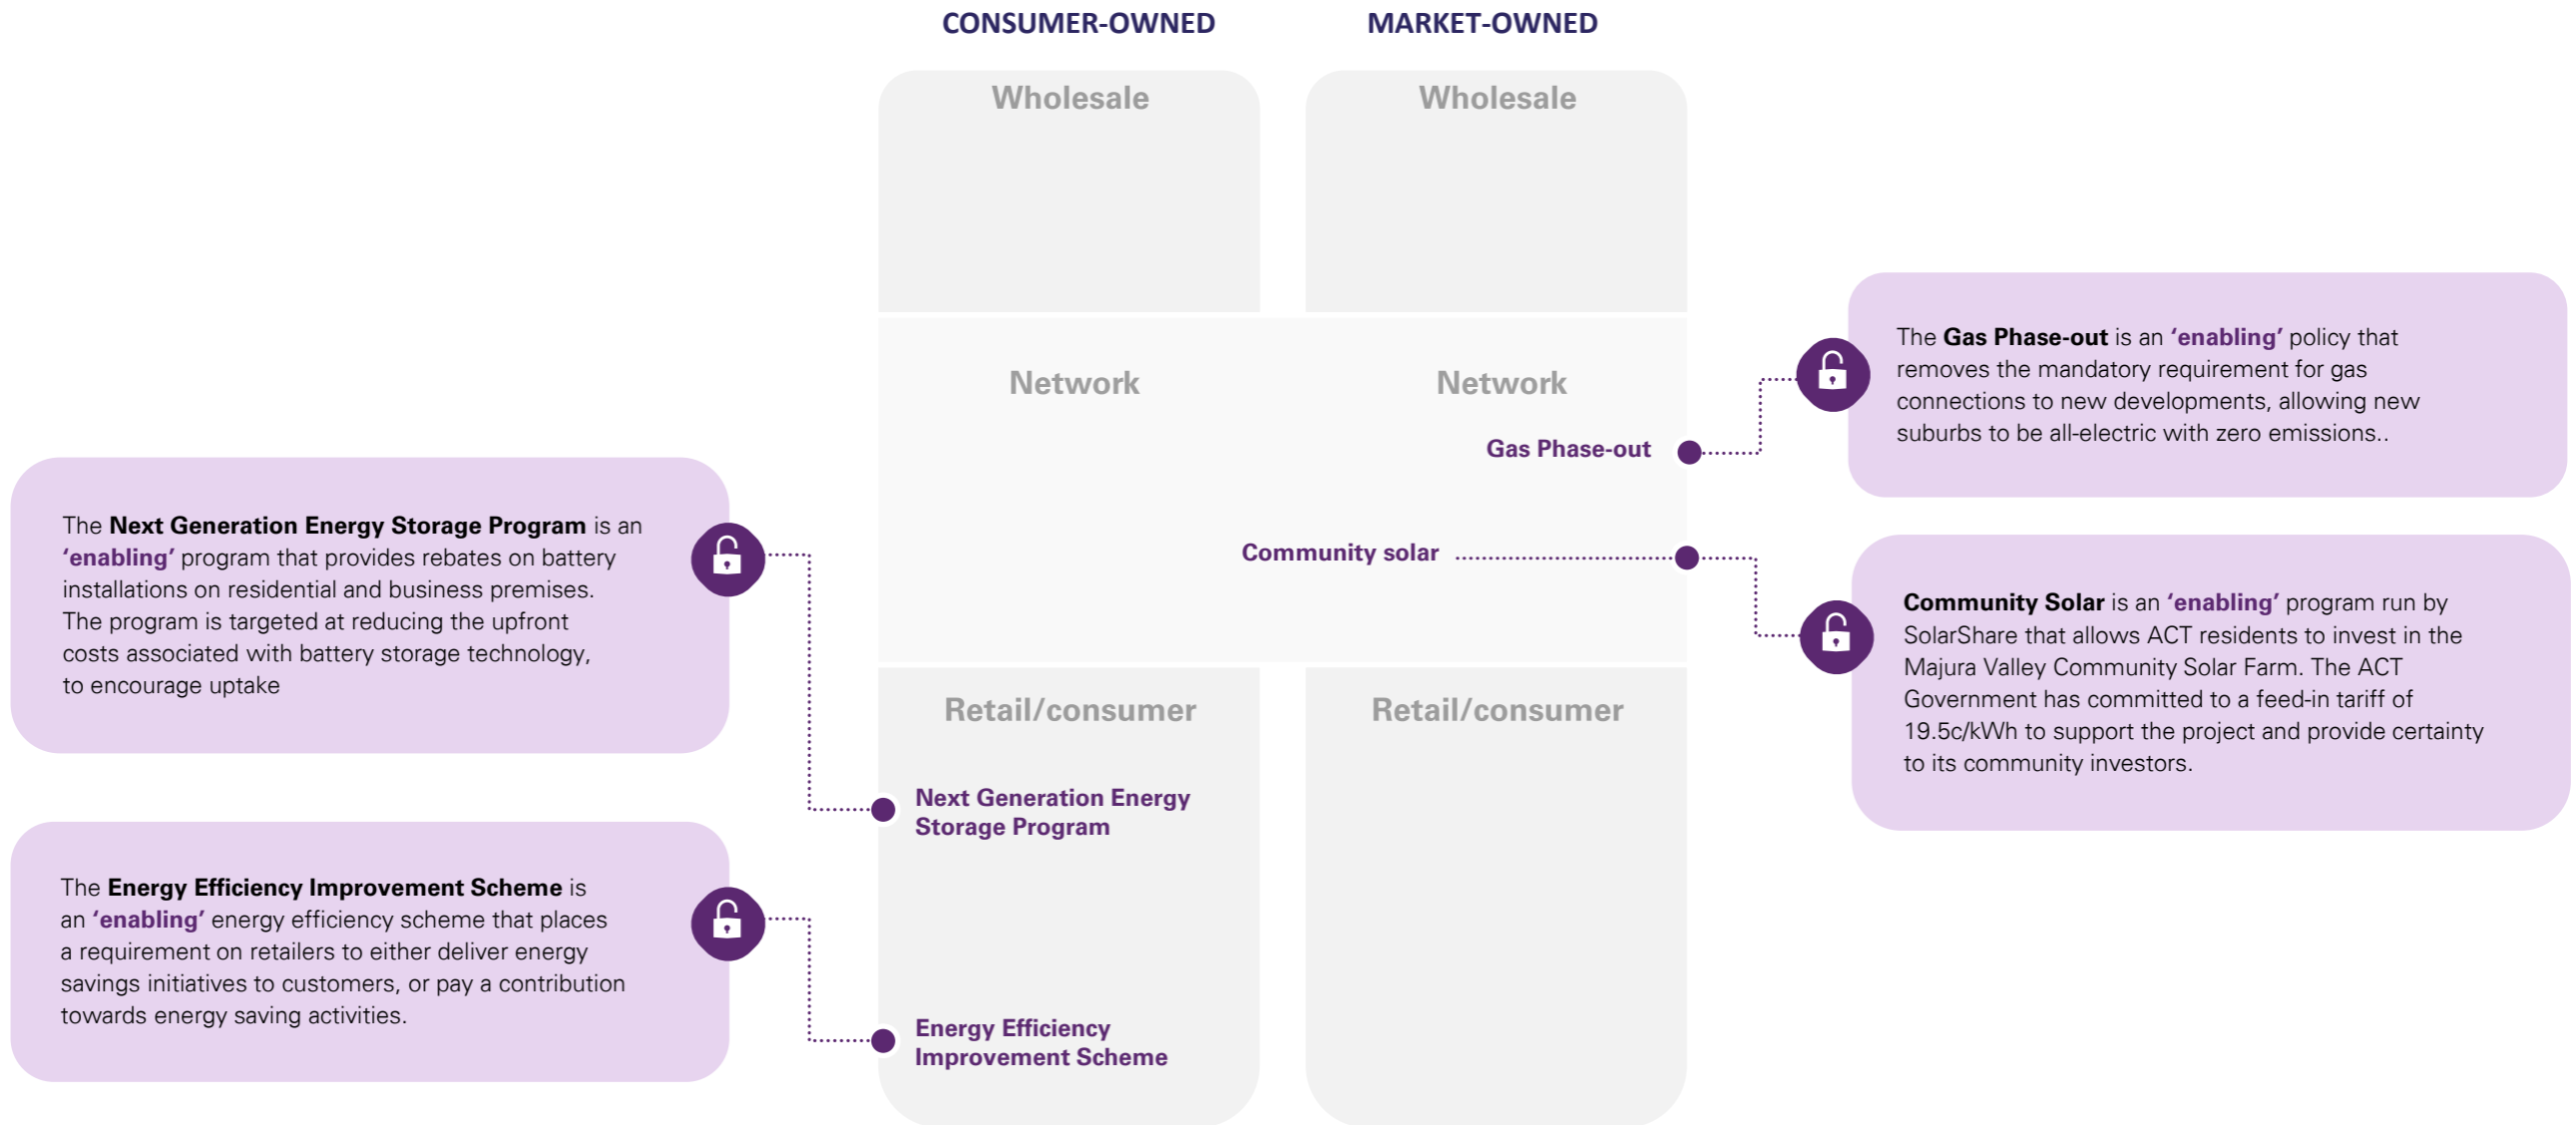 CONSUMER-OWNED
MARKET-OWNED
Wholesale
Wholesale
Network
Network
Gas Phase-out
Community solar
Retail/consumer
Retail/consumer
Next Generation Energy
Storage Program
Energy Efficiency
Improvement Scheme
The Next Generation Energy Storage Program is an
‘enabling’ program that provides rebates on battery
installations on residential and business premises.
The program is targeted at reducing the upfront
costs associated with battery storage technology,
to encourage uptake
The Energy Efficiency Improvement Scheme is
an ‘enabling’ energy efficiency scheme that places
a requirement on retailers to either deliver energy
savings initiatives to customers, or pay a contribution
towards energy saving activities.
The Gas Phase-out is an ‘enabling’ policy that
removes the mandatory requirement for gas
connections to new developments, allowing new
suburbs to be all-electric with zero emissions..
Community Solar is an ‘enabling’ program run by
SolarShare that allows ACT residents to invest in the
Majura Valley Community Solar Farm. The ACT
Government has committed to a feed-in tariff of
19.5c/kWh to support the project and provide certainty
to its community investors.